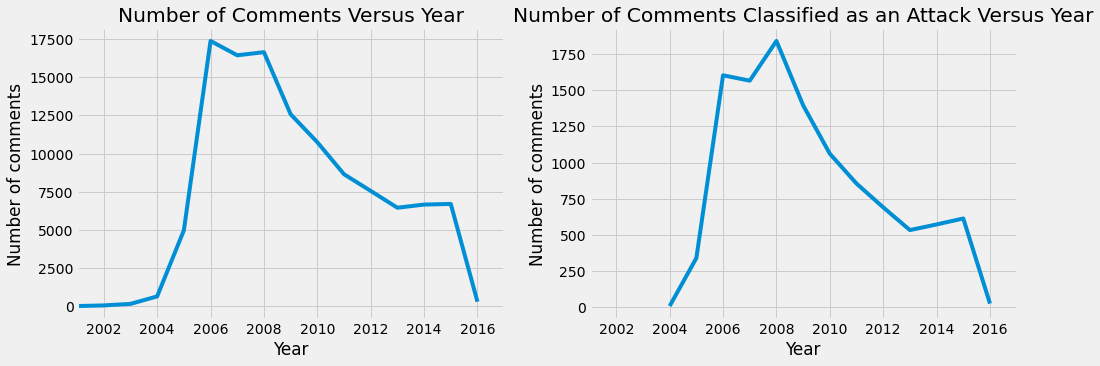 Number of Comments Versus Year
Number of comments
17500
15000
12500
10000
7500
5000
2500
0
2002 2004 2006 2008 2010 2012 2014 2016
Year
Number of Comments Classified as an Attack Versus Year
Number of comments
1750
1500
1250
1000
750
500
250
0
2002 2004 2006 2008 2010 2012 2014 2016
Year